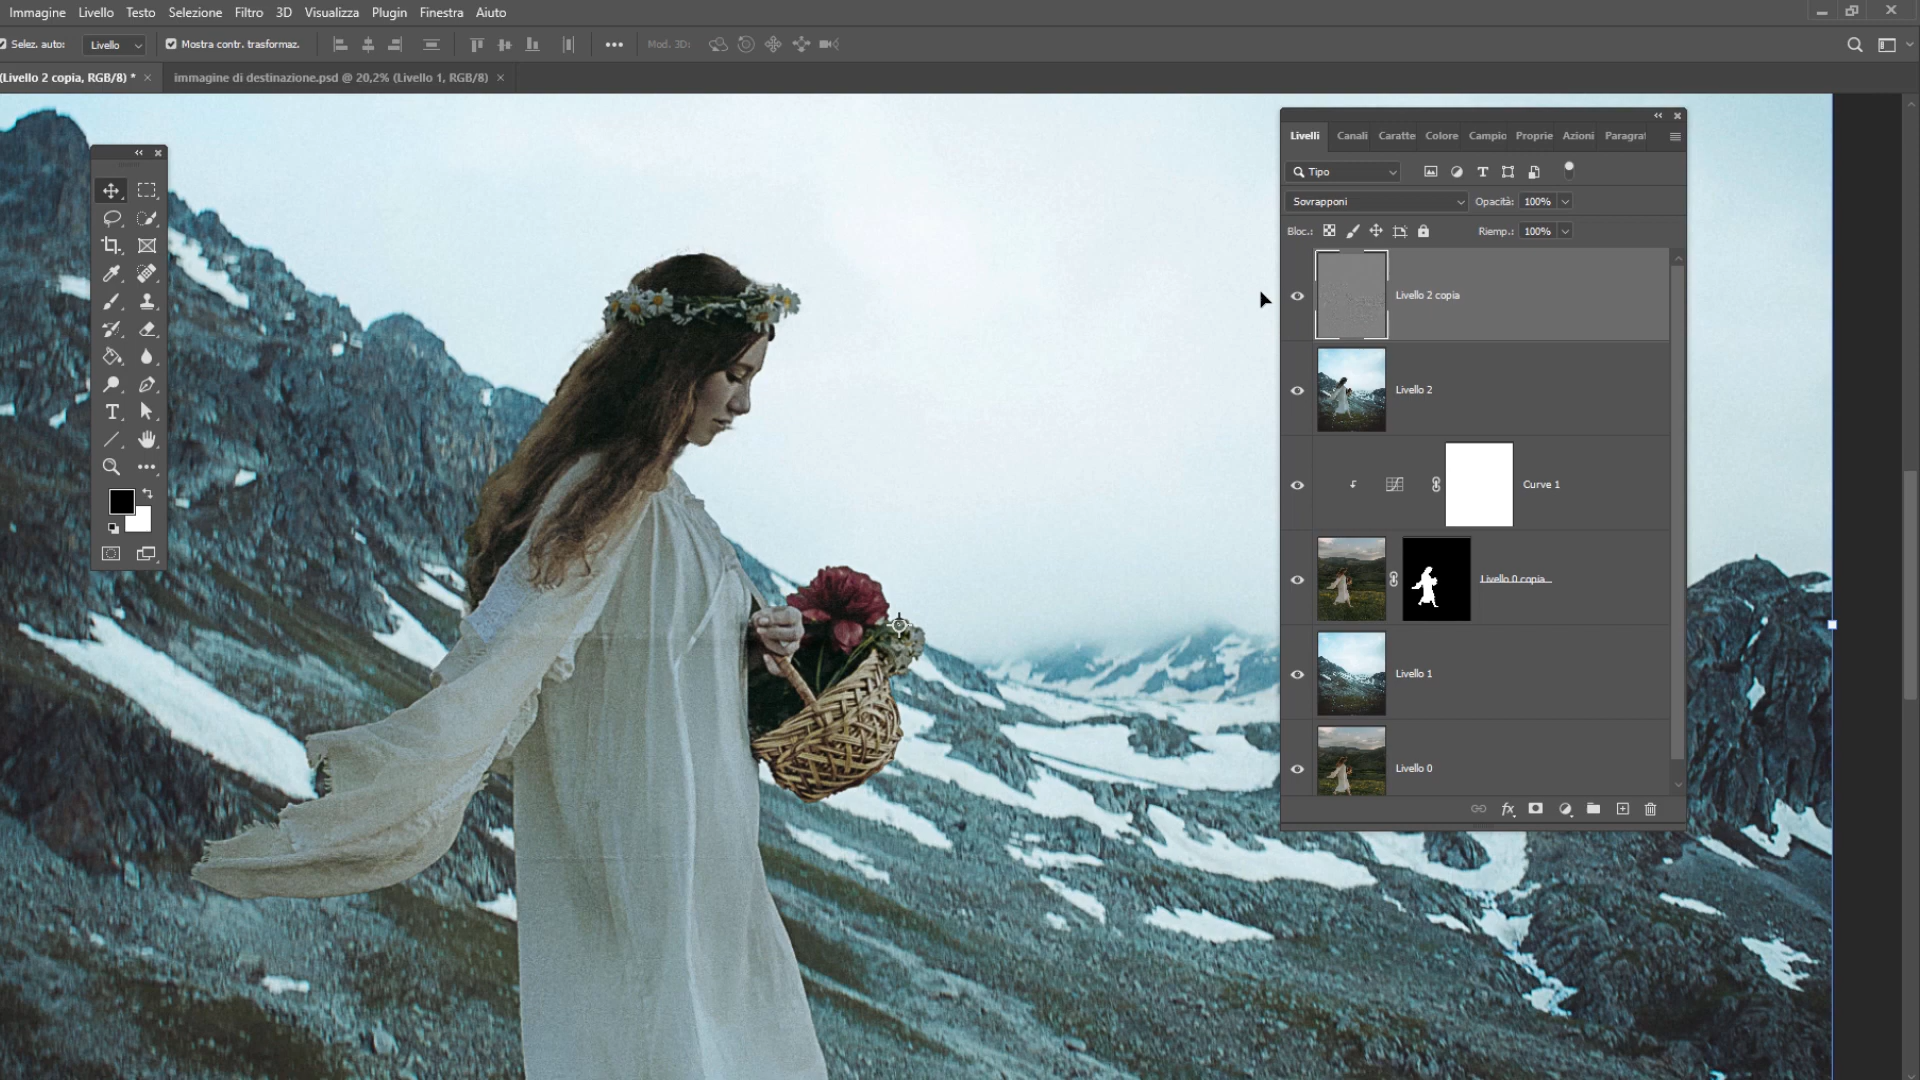 Immagine Livello Testo Selezione Filtro 3D Visualizza Plugin Finestra Aiuto
Selez. auto: Livello Mostra contr. trasformaz. Mod. 3D:
(Livello 2 copia, RGB/8) * × immagine di destinazione.psd @ 20,2% (Livello 1, RGB/8) ×
Livelli Canali Caratte Colore Campio Proprie Azioni Paragraf
Tipo
Sovrapponi Opacità: 100%
Bloc.: Riemp.: 100%
Livello 2 copia
Livello 2
Curve 1
Livello 0 copia...
Livello 1
Livello 0